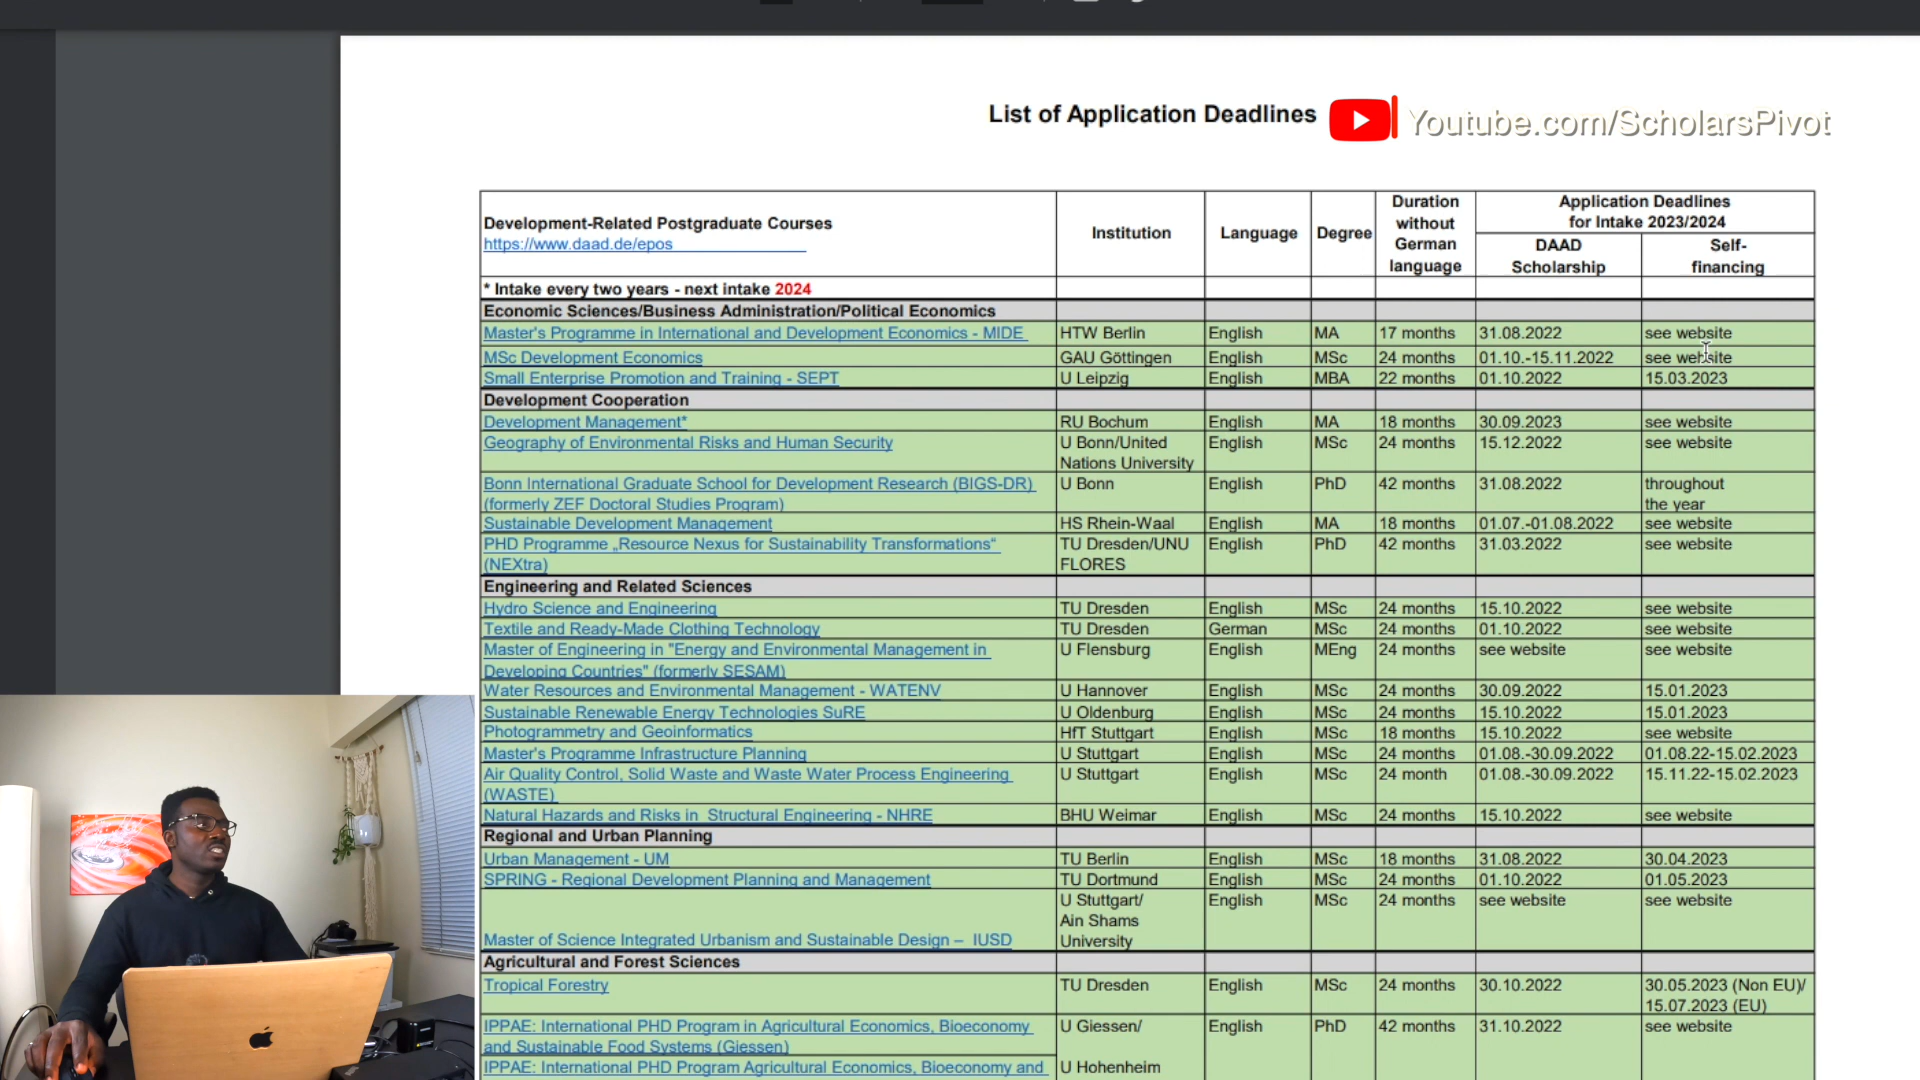 List of Application Deadlines
Youtube.com/ScholarsPivot
Development-Related Postgraduate Courses
https://www.daad.de/epos
Institution
Language
Degree
Duration
without
German
language
Application Deadlines
for Intake 2023/2024
DAAD
Scholarship
Self-
financing
* Intake every two years - next intake 2024
Economic Sciences/Business Administration/Political Economics
Master's Programme in International and Development Economics - MIDE HTW Berlin English MA 17 months 31.08.2022 see website
MSc Development Economics GAU Göttingen English MSc 24 months 01.10.-15.11.2022 see website
Small Enterprise Promotion and Training - SEPT U Leipzig English MBA 22 months 01.10.2022 15.03.2023
Development Cooperation
Development Management* RU Bochum English MA 18 months 30.09.2023 see website
Geography of Environmental Risks and Human Security U Bonn/United English MSc 24 months 15.12.2022 see website
Nations University
Bonn International Graduate School for Development Research (BIGS-DR) U Bonn English PhD 42 months 31.08.2022 throughout
(formerly ZEF Doctoral Studies Program) the year
Sustainable Development Management HS Rhein-Waal English MA 18 months 01.07.-01.08.2022 see website
PHD Programme „Resource Nexus for Sustainability Transformations“ TU Dresden/UNU English PhD 42 months 31.03.2022 see website
(NEXtra) FLORES
Engineering and Related Sciences
Hydro Science and Engineering TU Dresden English MSc 24 months 15.10.2022 see website
Textile and Ready-Made Clothing Technology TU Dresden German MSc 24 months 01.10.2022 see website
Master of Engineering in "Energy and Environmental Management in U Flensburg English MEng 24 months see website see website
Developing Countries" (formerly SESAM)
Water Resources and Environmental Management - WATENV U Hannover English MSc 24 months 30.09.2022 15.01.2023
Sustainable Renewable Energy Technologies SuRE U Oldenburg English MSc 24 months 15.10.2022 15.01.2023
Photogrammetry and Geoinformatics HfT Stuttgart English MSc 18 months 15.10.2022 see website
Master's Programme Infrastructure Planning U Stuttgart English MSc 24 months 01.08.-30.09.2022 01.08.22-15.02.2023
Air Quality Control, Solid Waste and Waste Water Process Engineering U Stuttgart English MSc 24 month 01.08.-30.09.2022 15.11.22-15.02.2023
(WASTE)
Natural Hazards and Risks in Structural Engineering - NHRE BHU Weimar English MSc 24 months 15.10.2022 see website
Regional and Urban Planning
Urban Management - UM TU Berlin English MSc 18 months 31.08.2022 30.04.2023
SPRING - Regional Development Planning and Management TU Dortmund English MSc 24 months 01.10.2022 01.05.2023
U Stuttgart/ English MSc 24 months see website see website
Ain Shams
Master of Science Integrated Urbanism and Sustainable Design – IUSD University
Agricultural and Forest Sciences
Tropical Forestry TU Dresden English MSc 24 months 30.10.2022 30.05.2023 (Non EU)/
15.07.2023 (EU)
IPPAE: International PHD Program in Agricultural Economics, Bioeconomy U Giessen/ English PhD 42 months 31.10.2022 see website
and Sustainable Food Systems (Giessen)
IPPAE: International PHD Program Agricultural Economics, Bioeconomy and U Hohenheim